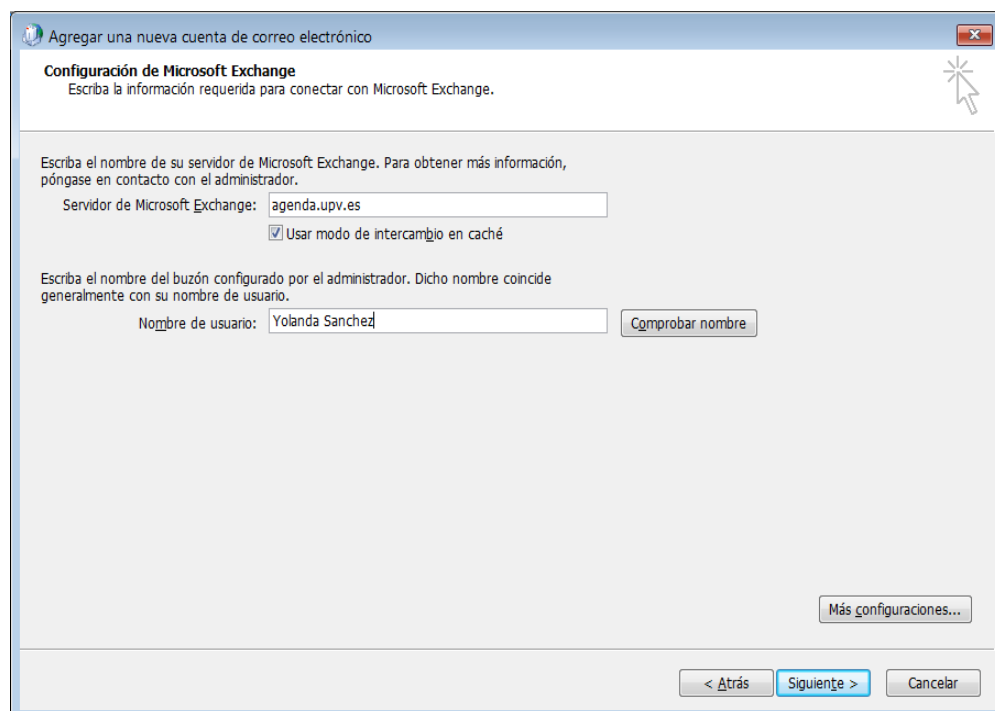 Agregar una nueva cuenta de correo electrónico
Configuración de Microsoft Exchange
Escriba la información requerida para conectar con Microsoft Exchange.
Escriba el nombre de su servidor de Microsoft Exchange. Para obtener más información,
póngase en contacto con el administrador.
Servidor de Microsoft Exchange: agenda.upv.es
Usar modo de intercambio en caché
Escriba el nombre del buzón configurado por el administrador. Dicho nombre coincide
generalmente con su nombre de usuario.
Nombre de usuario: Yolanda Sanchez Comprobar nombre
Más configuraciones...
< Atrás Siguiente > Cancelar